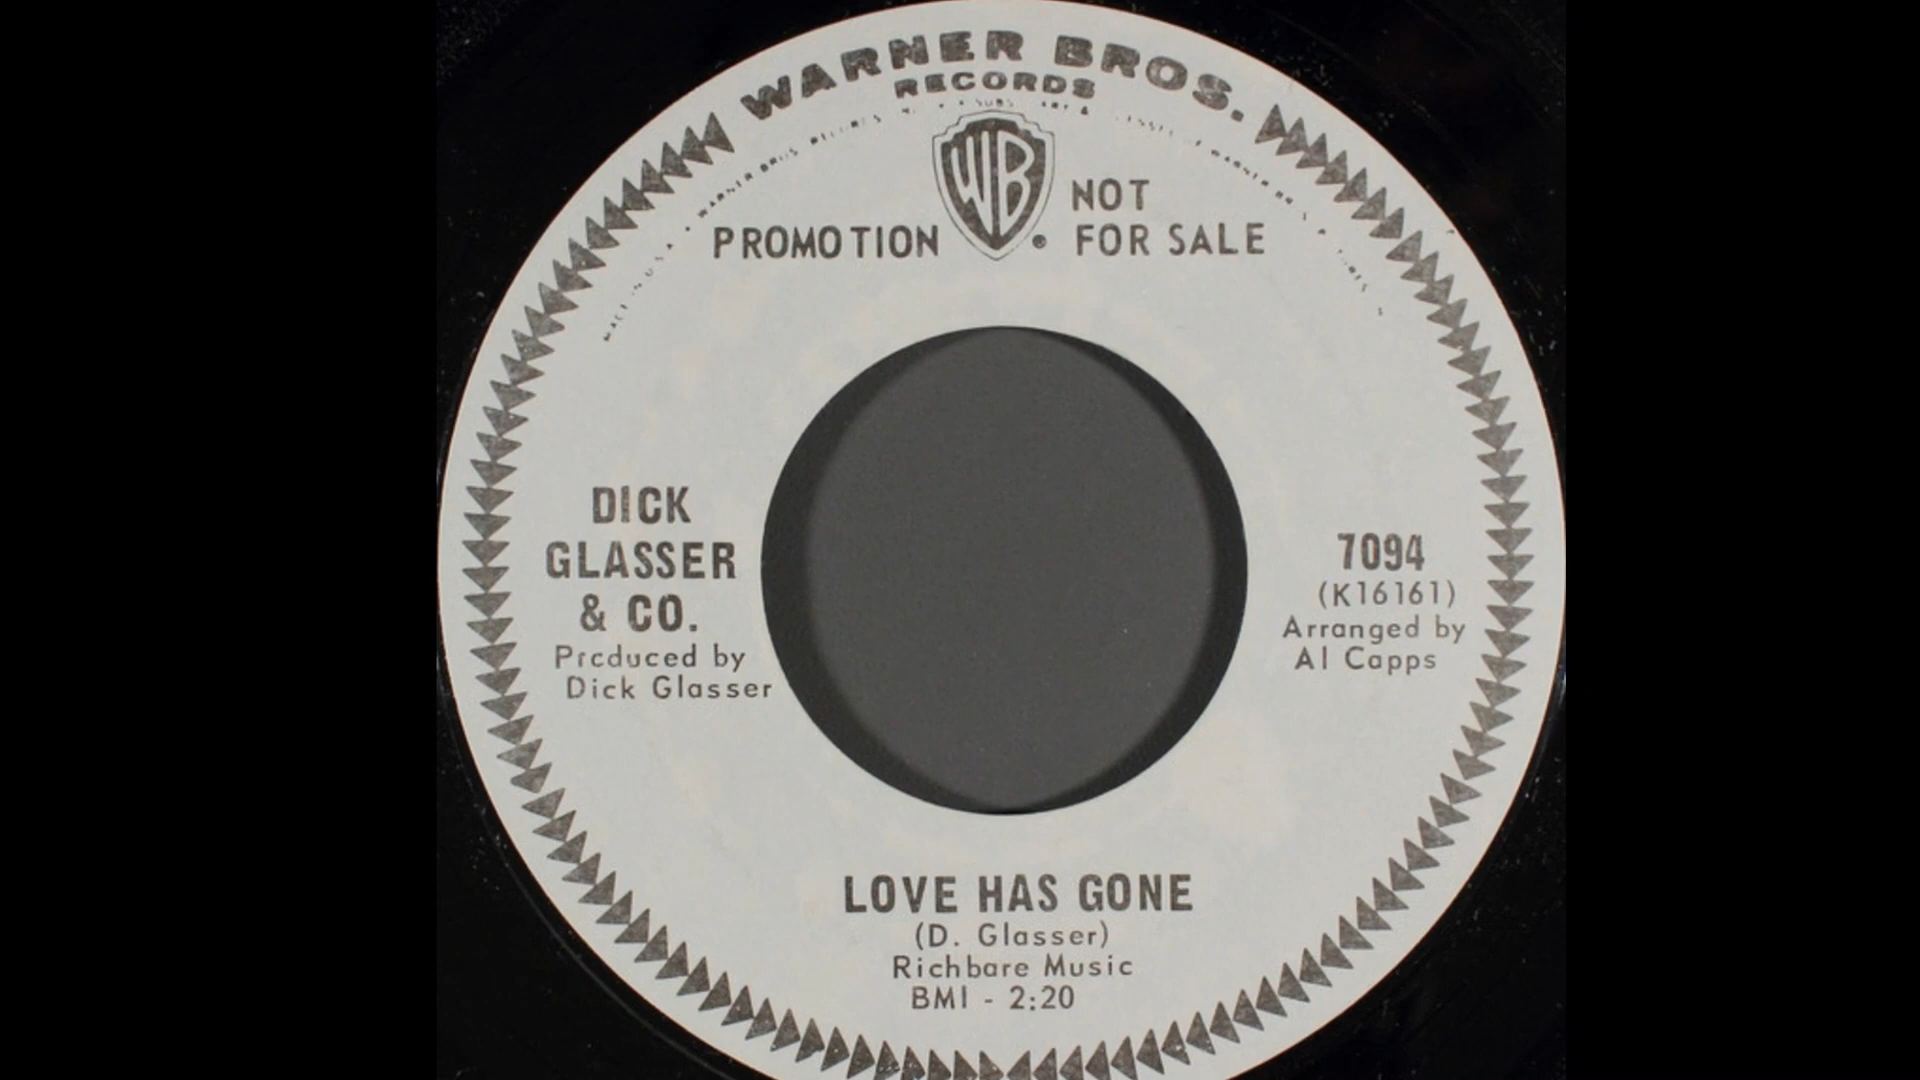 WARNER BROS.
RECORDS
WB
NOT
PROMOTION FOR SALE
DICK
GLASSER
& CO.
Prcduced by
Dick Glasser
7094
(K16161)
Arranged by
Al Capps
LOVE HAS GONE
(D. Glasser)
Richbare Music
BMI - 2:20